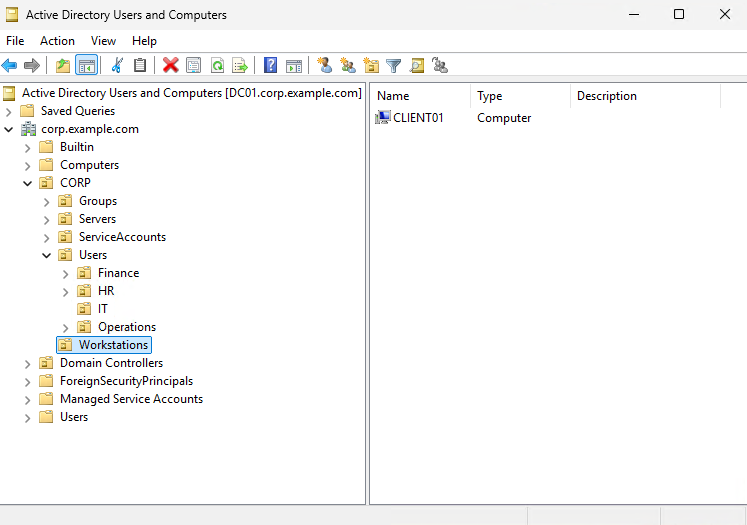 Active Directory Users and Computers
File Action View Help
Active Directory Users and Computers [DC01.corp.example.com]
Saved Queries
corp.example.com
Builtin
Computers
CORP
Groups
Servers
ServiceAccounts
Users
Finance
HR
IT
Operations
Workstations
Domain Controllers
ForeignSecurityPrincipals
Managed Service Accounts
Users
Name Type Description
CLIENT01 Computer